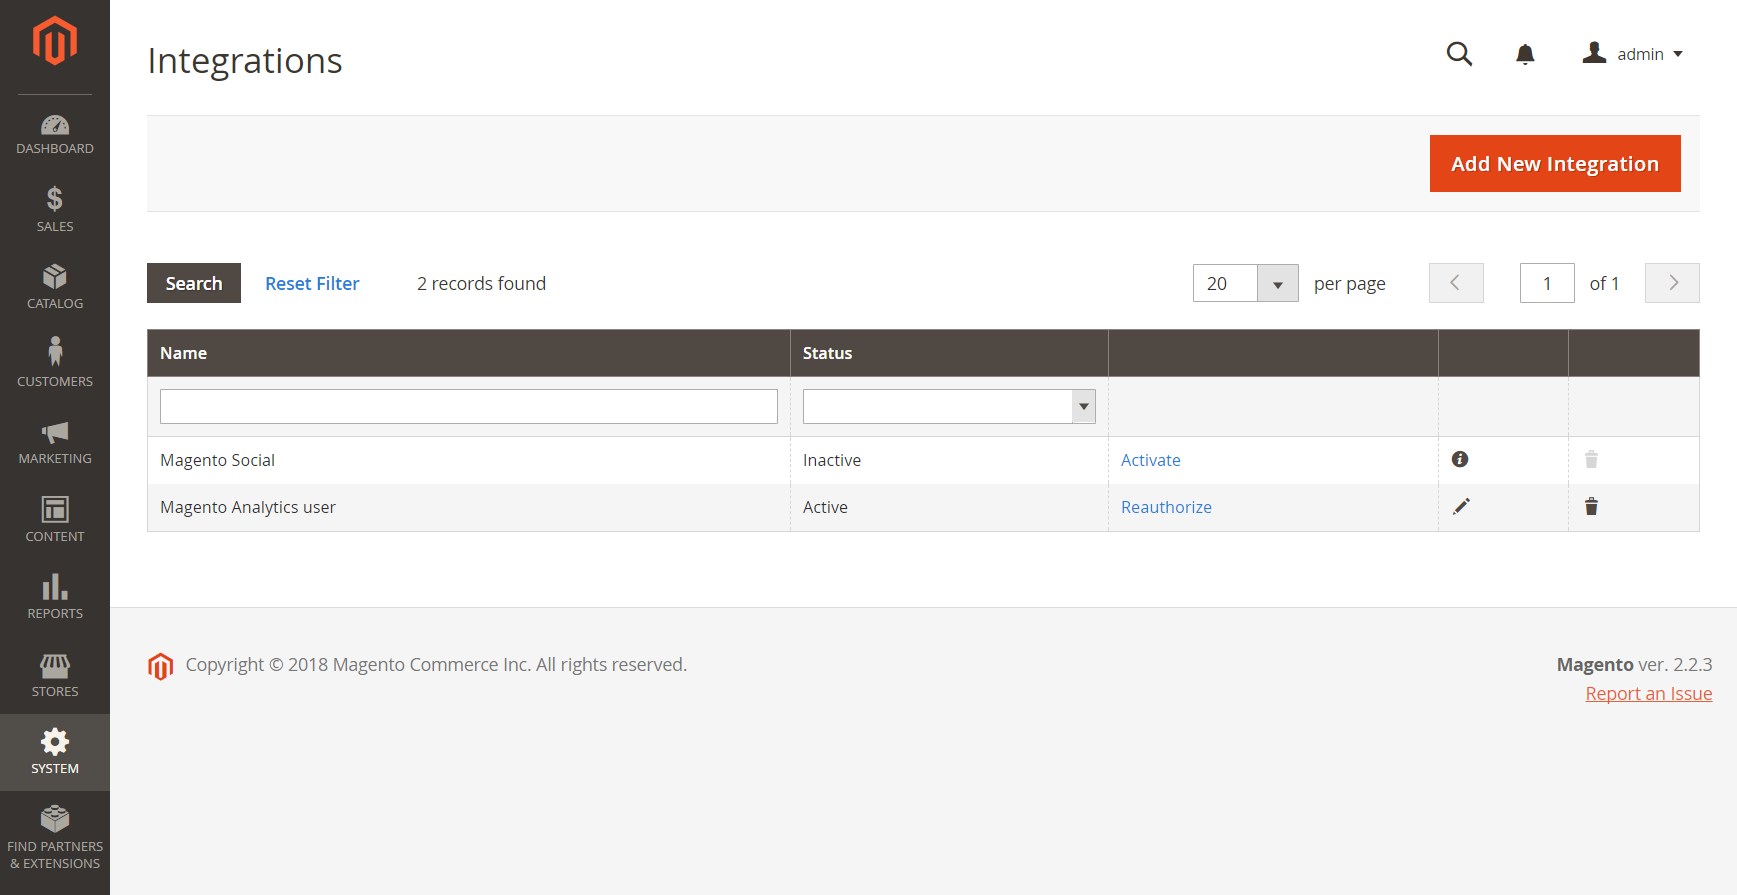 Integrations
admin
Add New Integration
DASHBOARD
SALES
CATALOG
CUSTOMERS
MARKETING
CONTENT
REPORTS
STORES
SYSTEM
FIND PARTNERS
& EXTENSIONS
Search Reset Filter 2 records found 20 per page 1 of 1
Name Status
Magento Social Inactive Activate
Magento Analytics user Active Reauthorize
Copyright © 2018 Magento Commerce Inc. All rights reserved.
Magento ver. 2.2.3
Report an Issue